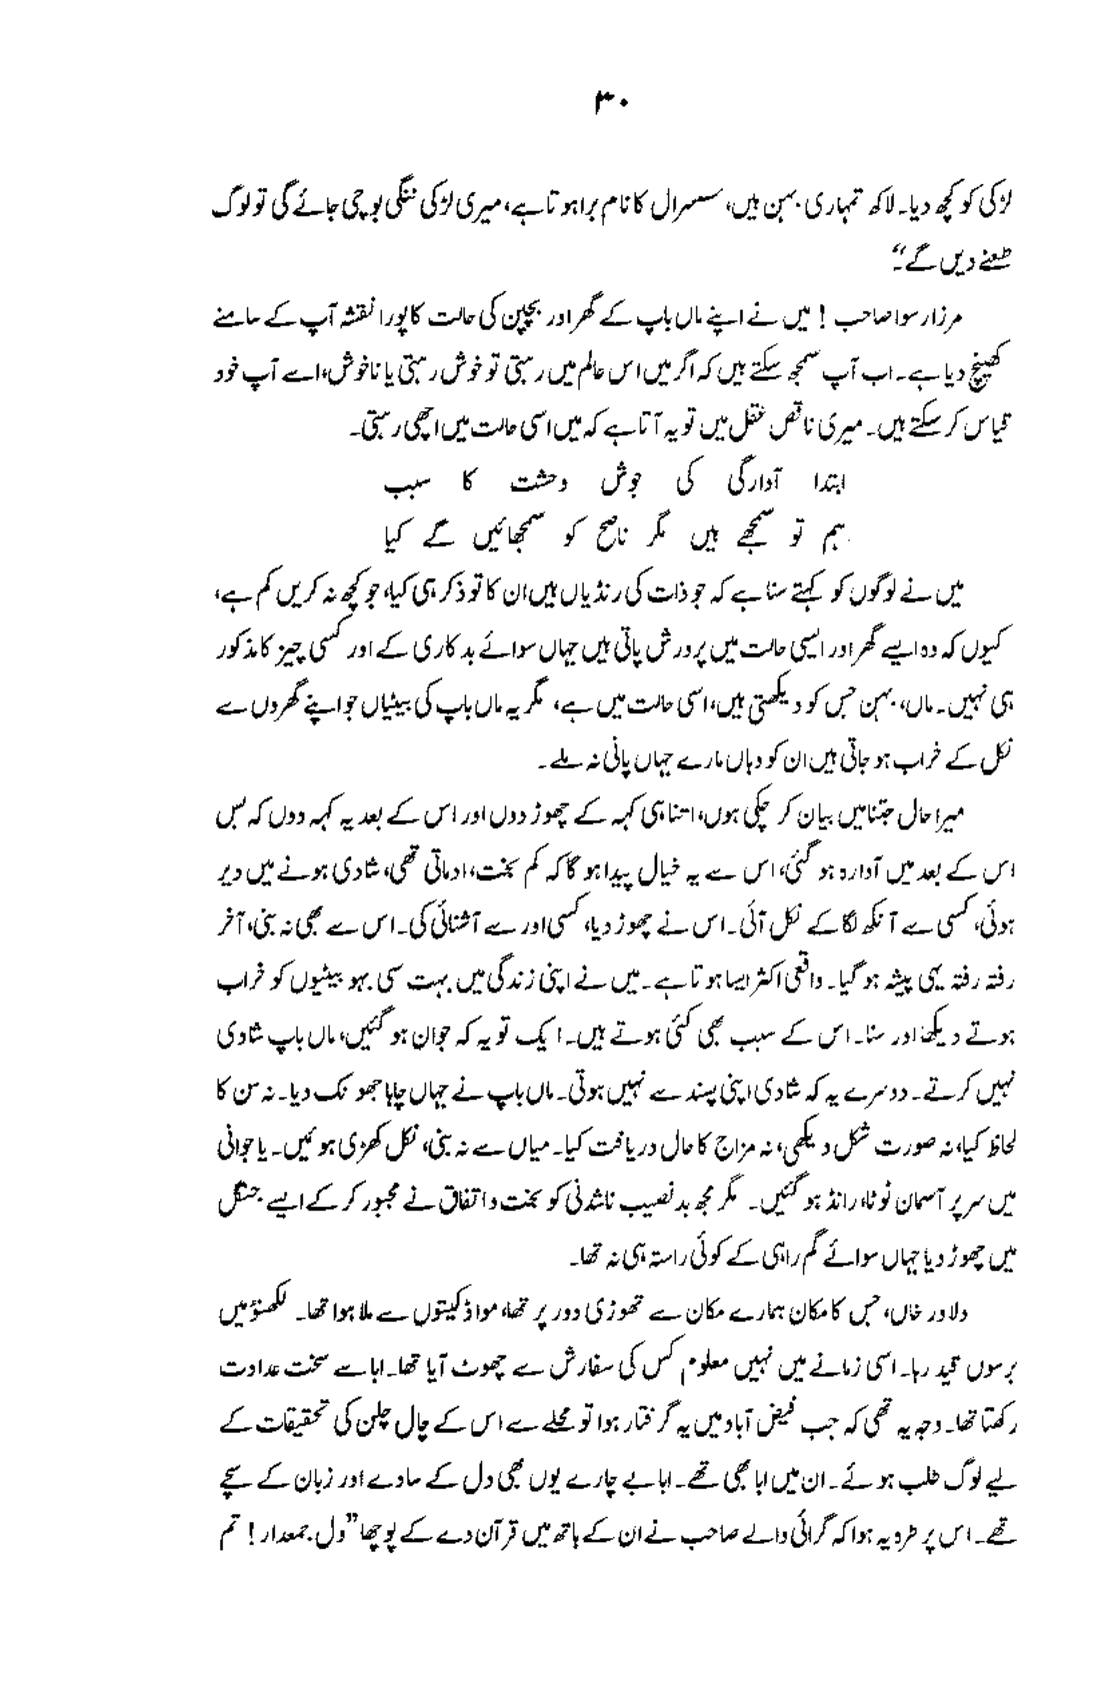 ۳۰
لڑکی کو کچھ دیا۔ لاکھ تمہاری بہن ہیں، سسرال کا نام برا ہوتا ہے، میری لڑکی ننگی بوچی جائے گی تو لوگ
طعنے دیں گے“۔
مرزا رسوا صاحب! میں نے اپنے ماں باپ کے گھر اور بچپن کی حالت کا پورا نقشہ آپ کے سامنے
کھینچ دیا ہے۔ اب آپ سمجھ سکتے ہیں کہ اگر میں اس عالم میں رہتی تو خوش رہتی یا ناخوش، اسے آپ خود
قیاس کر سکتے ہیں۔ میری ناقص عقل میں تو یہ آتا ہے کہ میں اسی حالت میں اچھی رہتی۔
ابتدا آوارگی کی جوش وحشت کا سبب
ہم تو سمجھے ہیں مگر ناصح کو سمجھائیں گے کیا
میں نے لوگوں کو کہتے سنا ہے کہ جو ذات کی رنڈیاں ہیں ان کا تو ذکر ہی کیا، جو کچھ نہ کریں کم ہے،
کیوں کہ وہ ایسے گھر اور ایسی حالت میں پرورش پاتی ہیں جہاں سوائے بدکاری کے اور کسی چیز کا مذکور
ہی نہیں۔ ماں، بہن جس کو دیکھتی ہیں، اسی حالت میں ہے، مگر یہ ماں باپ کی بیٹیاں جو اپنے گھروں سے
نکل کے خراب ہو جاتی ہیں ان کو وہاں مارے جہاں پانی نہ ملے۔
میرا حال جتنا میں بیان کر چکی ہوں، اتنا ہی کہہ کے چھوڑ دوں اور اس کے بعد یہ کہہ دوں کہ بس
اس کے بعد میں آوارہ ہو گئی، اس سے یہ خیال پیدا ہو گا کہ کم بخت، ادماتی تھی، شادی ہونے میں دیر
ہوئی، کسی سے آنکھ لگا کے نکل آئی۔ اس نے چھوڑ دیا، کسی اور سے آشنائی کی۔ اس سے بھی نہ بنی، آخر
رفتہ رفتہ یہی پیشہ ہو گیا۔ واقعی اکثر ایسا ہوتا ہے۔ میں نے اپنی زندگی میں بہت سی بہو بیٹیوں کو خراب
ہوتے دیکھا اور سنا۔ اس کے سبب بھی کئی ہوتے ہیں۔ ایک تو یہ کہ جوان ہو گئیں، ماں باپ شادی
نہیں کرتے۔ دوسرے یہ کہ شادی اپنی پسند سے نہیں ہوتی۔ ماں باپ نے جہاں چاہا جھونک دیا۔ نہ سن کا
لحاظ کیا، نہ صورت شکل دیکھی، نہ مزاج کا حال دریافت کیا۔ میاں سے نہ بنی، نکل کھڑی ہوئیں۔ یا جوانی
میں سر پر آسمان ٹوٹا، رانڈ ہو گئیں۔ مگر مجھ بدنصیب ناشدنی کو بخت و اتفاق نے مجبور کر کے ایسے جنگل
میں چھوڑ دیا جہاں سوائے گم راہی کے کوئی راستہ ہی نہ تھا۔
دلاور خاں، جس کا مکان ہمارے مکان سے تھوڑی دور پر تھا، موا ڈکیتوں سے ملا ہوا تھا۔ لکھنؤ میں
برسوں قید رہا۔ اسی زمانے میں نہیں معلوم کس کی سفارش سے چھوٹ آیا تھا۔ ابا سے سخت عداوت
رکھتا تھا۔ وجہ یہ تھی کہ جب فیض آباد میں یہ گرفتار ہوا تو محلے سے اس کے چال چلن کی تحقیقات کے
لیے لوگ طلب ہوئے۔ ان میں ابا بھی تھے۔ ابا بے چارے یوں بھی دل کے سادے اور زبان کے سچے
تھے۔ اس پر طرہ یہ ہوا کہ گرائی والے صاحب نے ان کے ہاتھ میں قرآن دے کے پوچھا ”ول جمعدار! تم